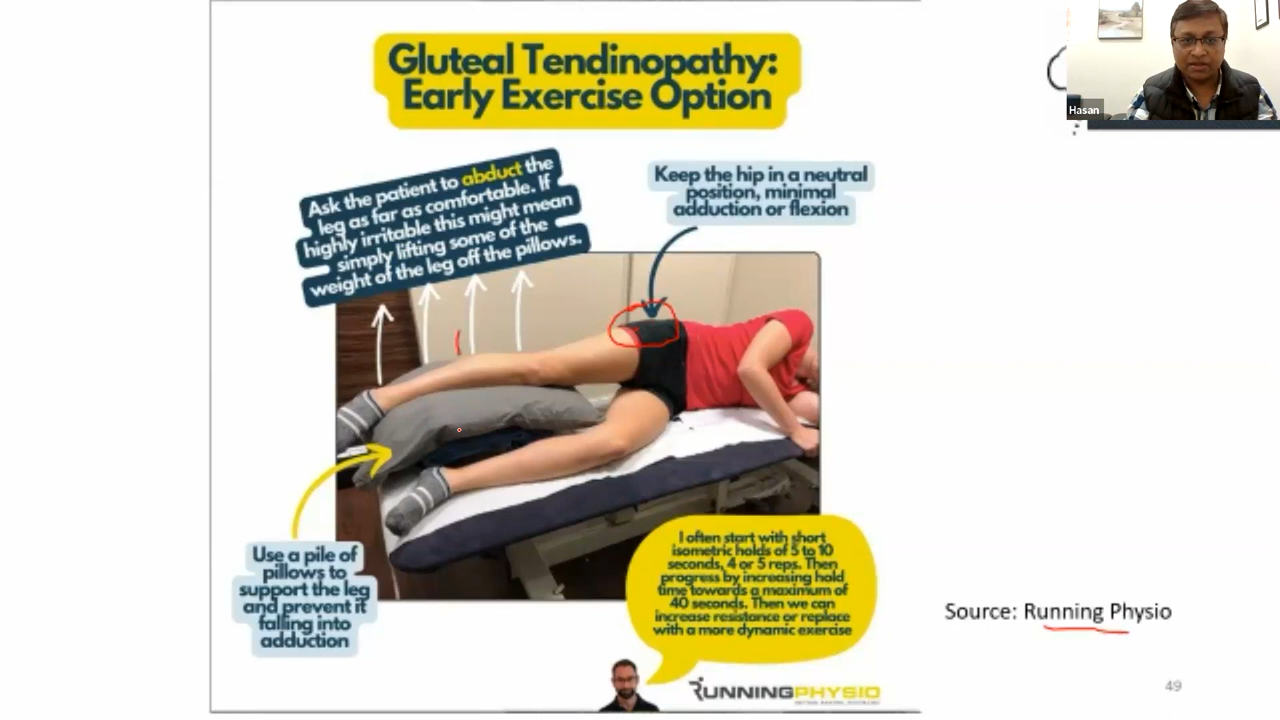 Gluteal Tendinopathy:
Early Exercise Option
Hasan
Ask the patient to abduct the
leg as far as comfortable. If
highly irritable this might mean
simply lifting some of the
weight of the leg off the pillows.
Keep the hip in a neutral
position, minimal
adduction or flexion
Use a pile of
pillows to
support the leg
and prevent it
falling into
adduction
I often start with short
isometric holds of 5 to 10
seconds, 4 or 5 reps. Then
progress by increasing hold
time towards a maximum of
40 seconds. Then we can
increase resistance or replace
with a more dynamic exercise
Source: Running Physio
RUNNINGPHYSIO
49